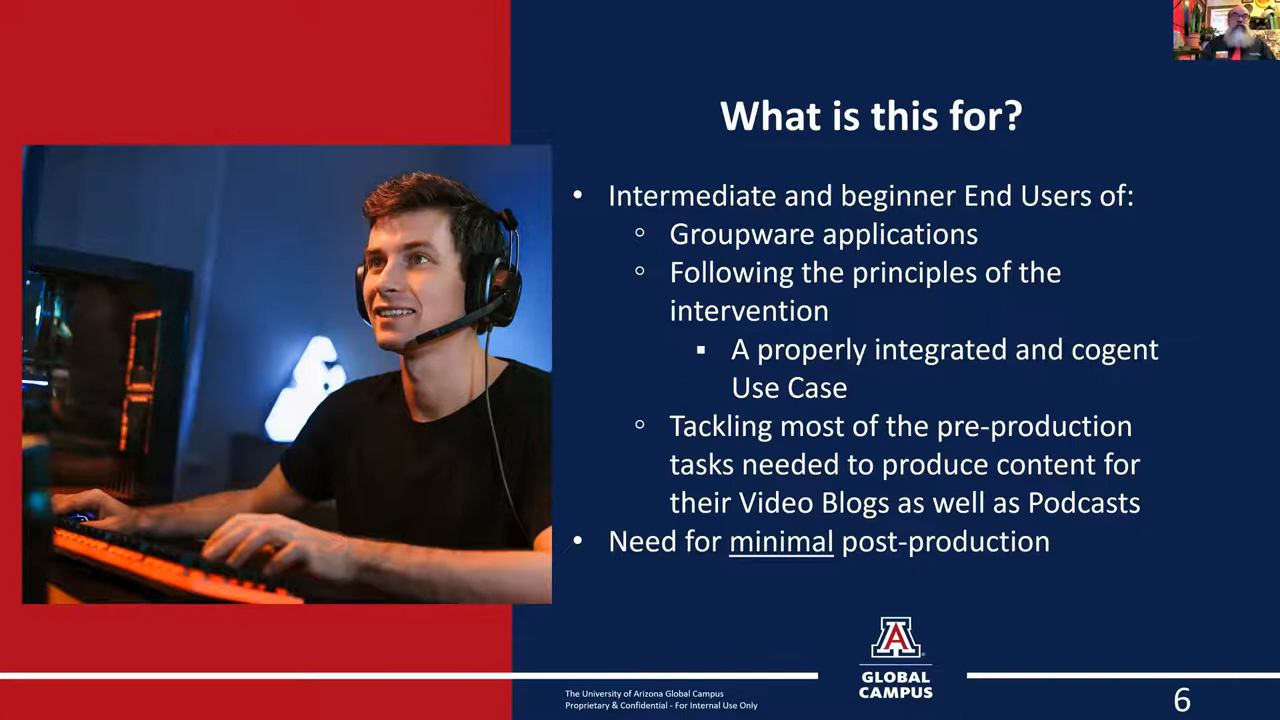 What is this for?
• Intermediate and beginner End Users of:
○ Groupware applications
○ Following the principles of the
intervention
▪ A properly integrated and cogent
Use Case
○ Tackling most of the pre-production
tasks needed to produce content for
their Video Blogs as well as Podcasts
• Need for minimal post-production
A
GLOBAL
CAMPUS
The University of Arizona Global Campus
Proprietary & Confidential - For Internal Use Only
6